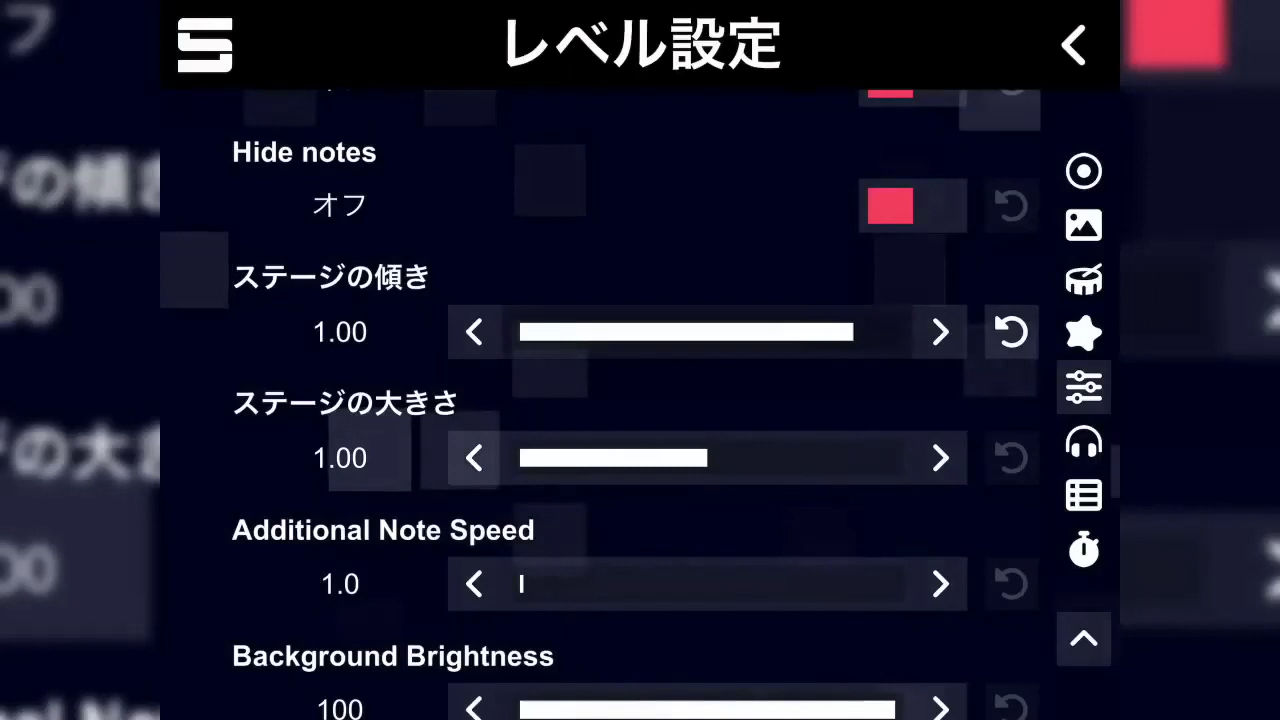 レベル設定
Hide notes
オフ
ステージの傾き
1.00
ステージの大きさ
1.00
Additional Note Speed
1.0
Background Brightness
100